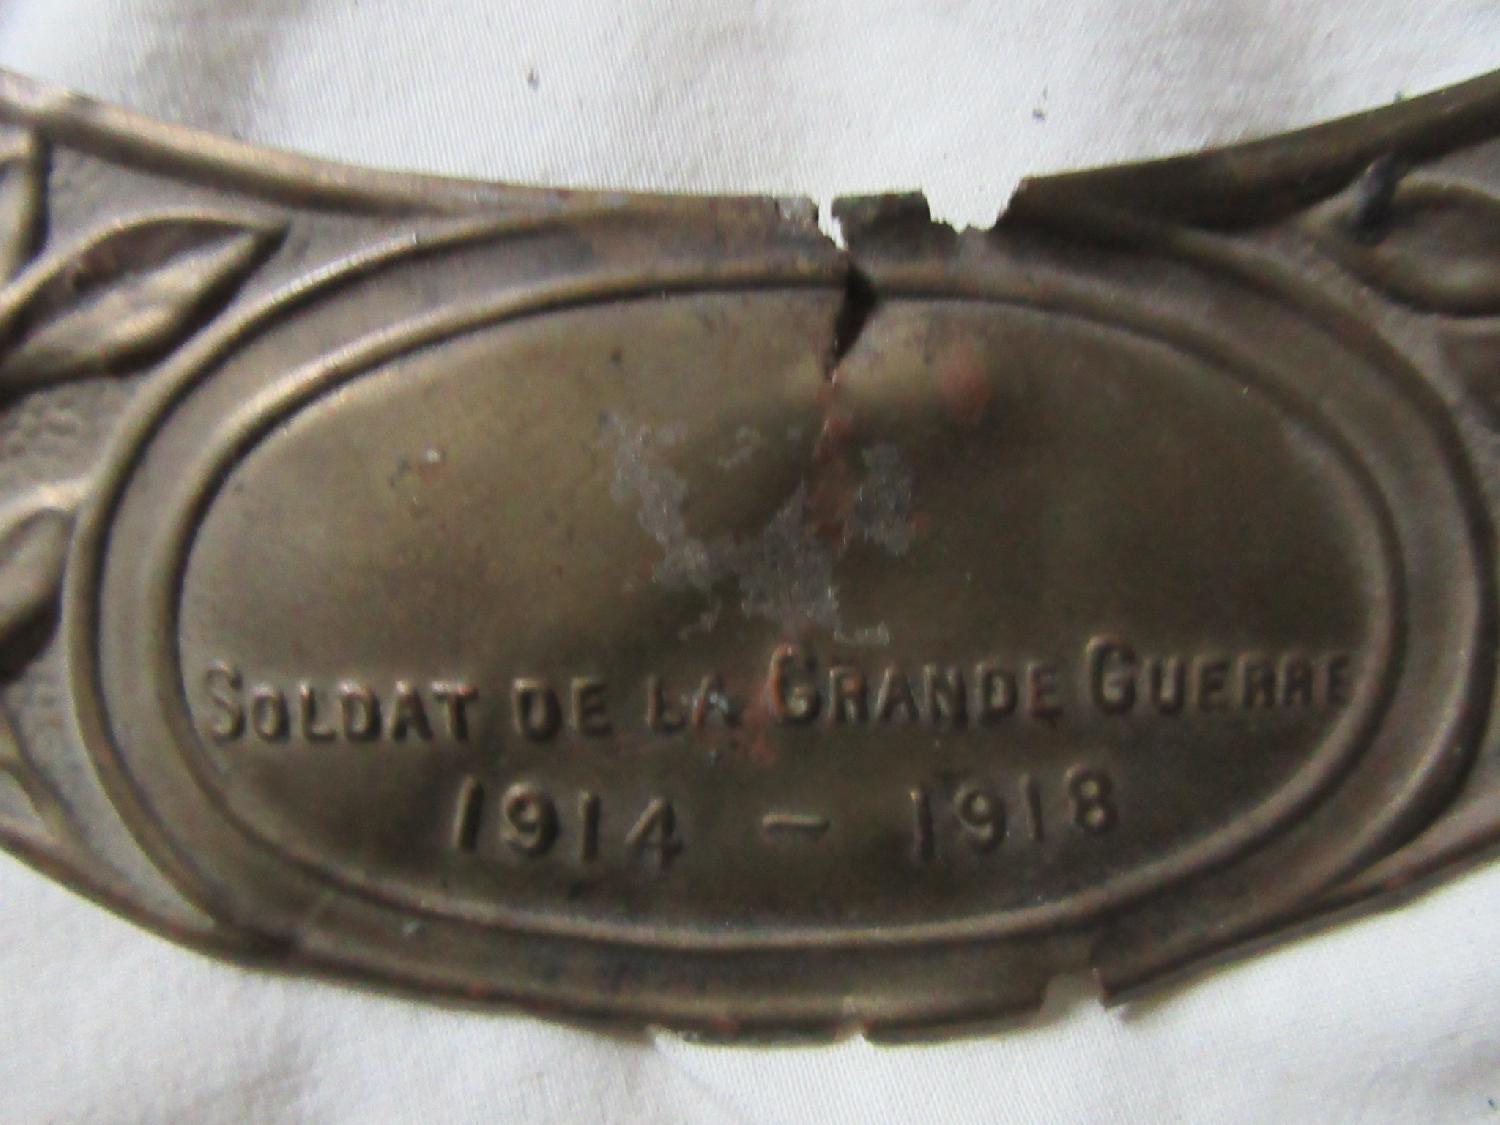 SOLDAT DE LA GRANDE GUERRE
1914 - 1918